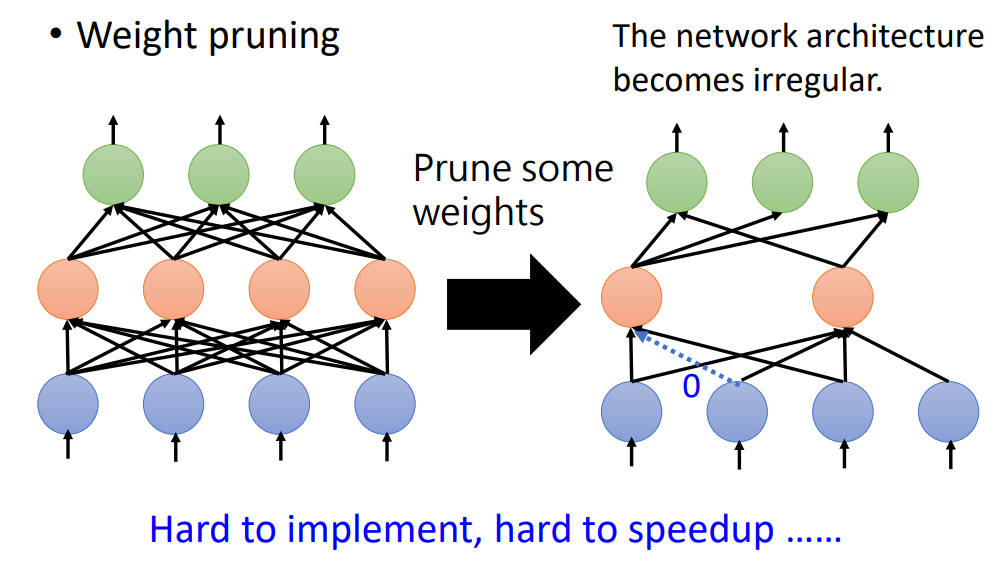 • Weight pruning
The network architecture
becomes irregular.
Prune some
weights
0
Hard to implement, hard to speedup ……